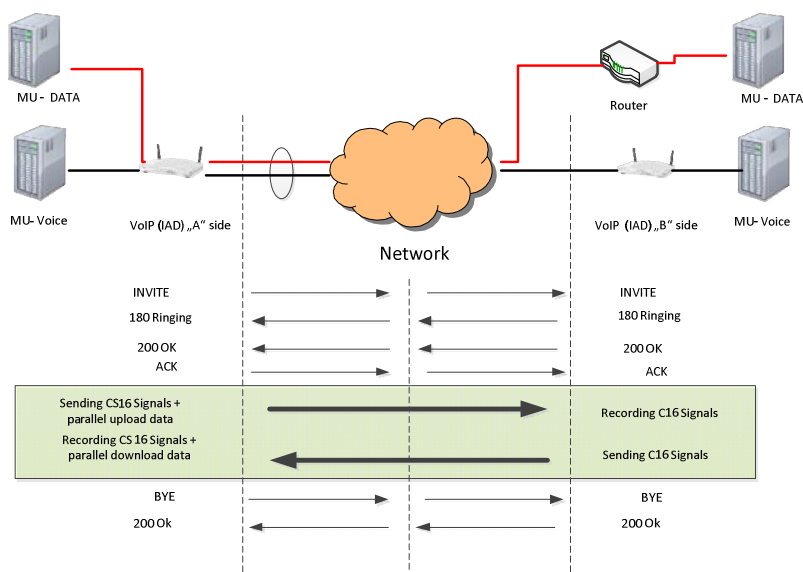 MU - DATA
MU - DATA
Router
MU- Voice
VoIP (IAD) „A“ side
VoIP (IAD) „B“ side
MU- Voice
Network
INVITE
INVITE
180 Ringing
180 Ringing
200 OK
200 OK
ACK
ACK
Sending CS16 Signals +
parallel upload data
Recording C16 Signals
Recording CS 16 Signals +
parallel download data
Sending C16 Signals
BYE
BYE
200 Ok
200 Ok